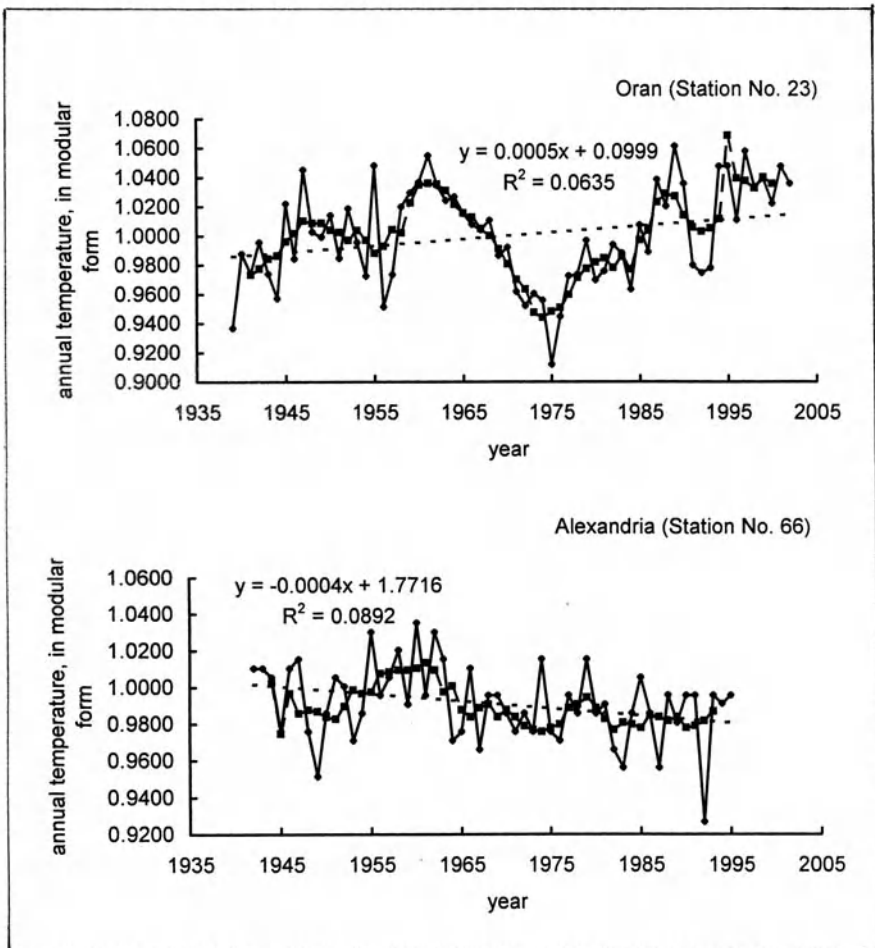 Oran (Station No. 23)
annual temperature, in modular
form
1.0800
1.0600
1.0400
1.0200
1.0000
0.9800
0.9600
0.9400
0.9200
0.9000
y = 0.0005x + 0.0999
R² = 0.0635
1935 1945 1955 1965 1975 1985 1995 2005
year
Alexandria (Station No. 66)
annual temperature, in modular
form
1.0600
1.0400
1.0200
1.0000
0.9800
0.9600
0.9400
0.9200
y = -0.0004x + 1.7716
R² = 0.0892
1935 1945 1955 1965 1975 1985 1995 2005
year